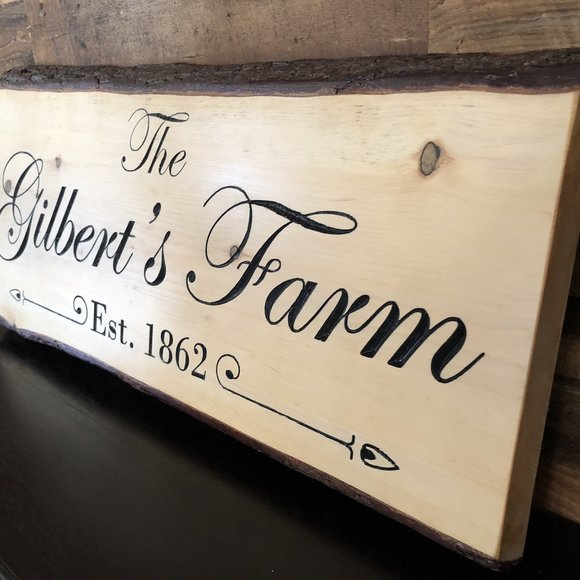 The
Gilbert's Farm
Est. 1862